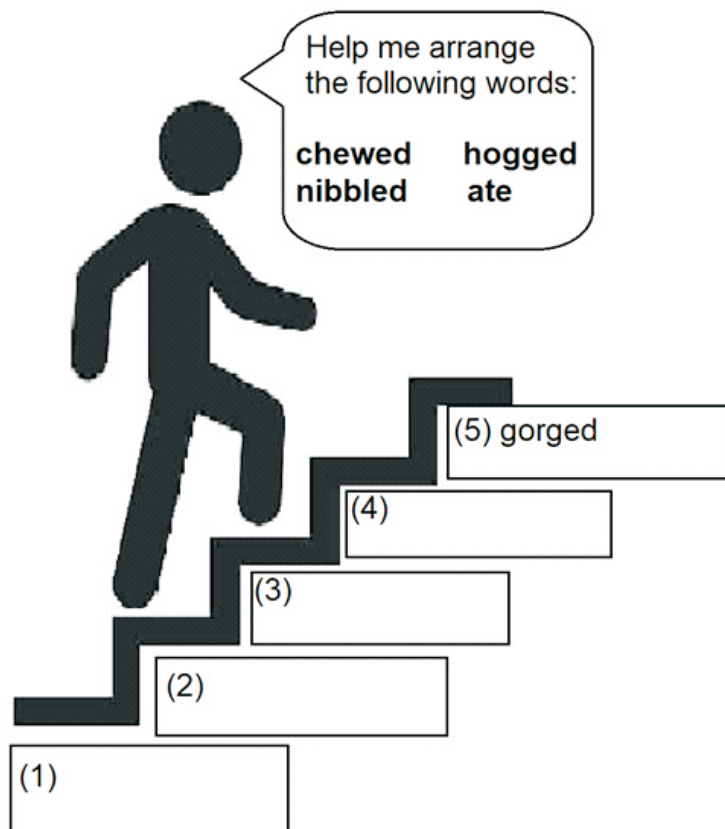 Help me arrange
the following words:
chewed hogged
nibbled ate
(5) gorged
(4)
(3)
(2)
(1)